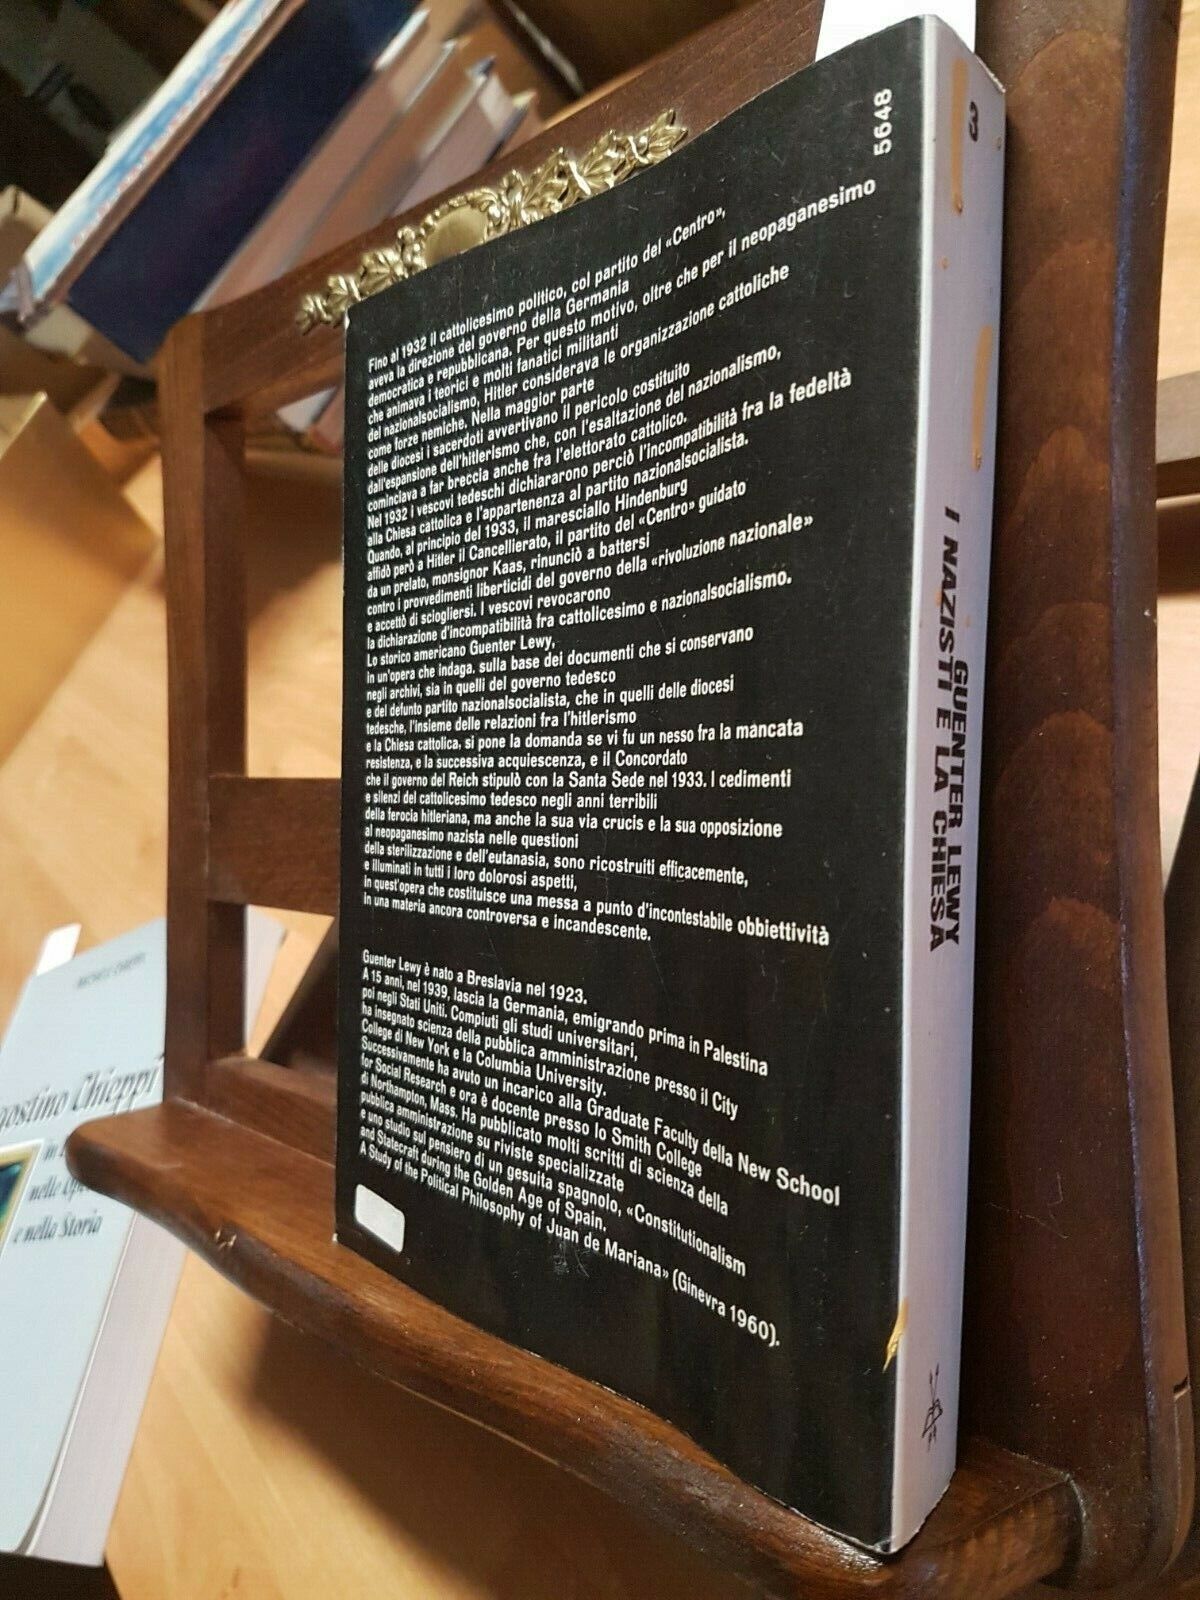 5648
Fino al 1932 il cattolicesimo politico, col partito del «Centro»,
aveva la direzione del governo della Germania
democratica e repubblicana. Per questo motivo, oltre che per il neopaganesimo
che animava i teorici e molti fanatici militanti
del nazionalsocialismo, Hitler considerava le organizzazione cattoliche
come forze nemiche. Nella maggior parte
delle diocesi i sacerdoti avvertivano il pericolo costituito
dall'espansione dell'hitlerismo che, con l'esaltazione del nazionalismo,
cominciava a far breccia anche fra l'elettorato cattolico.
Nel 1932 i vescovi tedeschi dichiararono perciò l'incompatibilità fra la fedeltà
alla Chiesa cattolica e l'appartenenza al partito nazionalsocialista.
Quando, al principio del 1933, il maresciallo Hindenburg
affidò però a Hitler il Cancellierato, il partito del «Centro» guidato
da un prelato, monsignor Kaas, rinunciò a battersi
contro i provvedimenti liberticidi del governo della «rivoluzione nazionale»
e accettò di sciogliersi. I vescovi revocarono
la dichiarazione d'incompatibilità fra cattolicesimo e nazionalsocialismo.
Lo storico americano Guenter Lewy,
in un'opera che indaga. sulla base dei documenti che si conservano
negli archivi, sia in quelli del governo tedesco
e del defunto partito nazionalsocialista, che in quelli delle diocesi
tedesche, l'insieme delle relazioni fra l'hitlerismo
e la Chiesa cattolica, si pone la domanda se vi fu un nesso fra la mancata
resistenza, e la successiva acquiescenza, e il Concordato
che il governo del Reich stipulò con la Santa Sede nel 1933. I cedimenti
e silenzi del cattolicesimo tedesco negli anni terribili
della ferocia hitleriana, ma anche la sua via crucis e la sua opposizione
al neopaganesimo nazista nelle questioni
della sterilizzazione e dell'eutanasia, sono ricostruiti efficacemente,
e illuminati in tutti i loro dolorosi aspetti,
in quest'opera che costituisce una messa a punto d'incontestabile obbiettività
in una materia ancora controversa e incandescente.
Guenter Lewy è nato a Breslavia nel 1923.
A 15 anni, nel 1939, lascia la Germania, emigrando prima in Palestina
poi negli Stati Uniti. Compiuti gli studi universitari,
ha insegnato scienza della pubblica amministrazione presso il City
College di New York e la Columbia University.
Successivamente ha avuto un incarico alla Graduate Faculty della New School
for Social Research e ora è docente presso lo Smith College
di Northampton, Mass. Ha pubblicato molti scritti di scienza della
pubblica amministrazione su riviste specializzate
e uno studio sul pensiero di un gesuita spagnolo, «Constitutionalism
and Statecraft during the Golden Age of Spain.
A Study of the Political Philosophy of Juan de Mariana» (Ginevra 1960).
3
GUENTER LEWY
I NAZISTI E LA CHIESA
Chieppi
nelle
e nella Storia